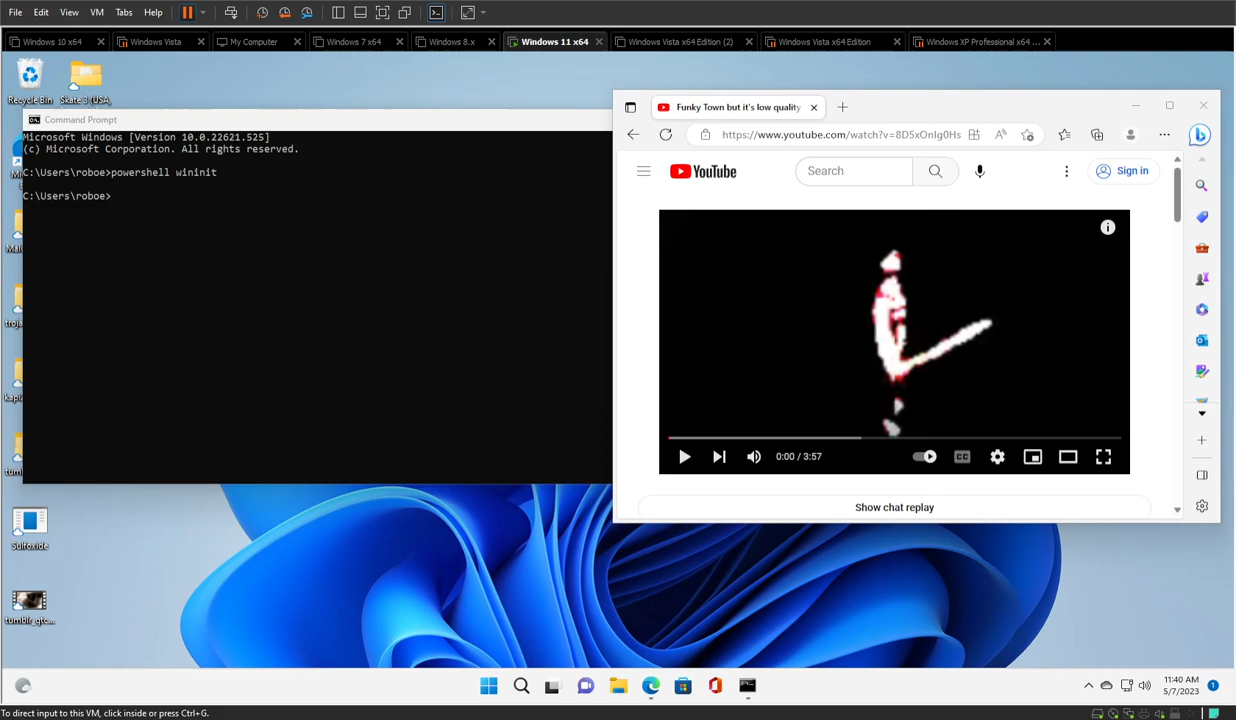 File Edit View VM Tabs Help
Windows 10 x64 Windows Vista My Computer Windows 7 x64 Windows 8.x Windows 11 x64 Windows Vista x64 Edition (2) Windows Vista x64 Edition Windows XP Professional x64 ...
Recycle Bin
Skate 3 (USA,
Command Prompt
Microsoft Windows [Version 10.0.22621.525]
(c) Microsoft Corporation. All rights reserved.
C:\Users\roboe>powershell wininit
C:\Users\roboe>
Funky Town but it's low quality
https://www.youtube.com/watch?v=8D5xOnIg0Hs
YouTube
Search
Sign in
0:00 / 3:57
CC
Show chat replay
Sulfoxide
tumblr_qtc...
11:40 AM
5/7/2023
1
To direct input to this VM, click inside or press Ctrl+G.